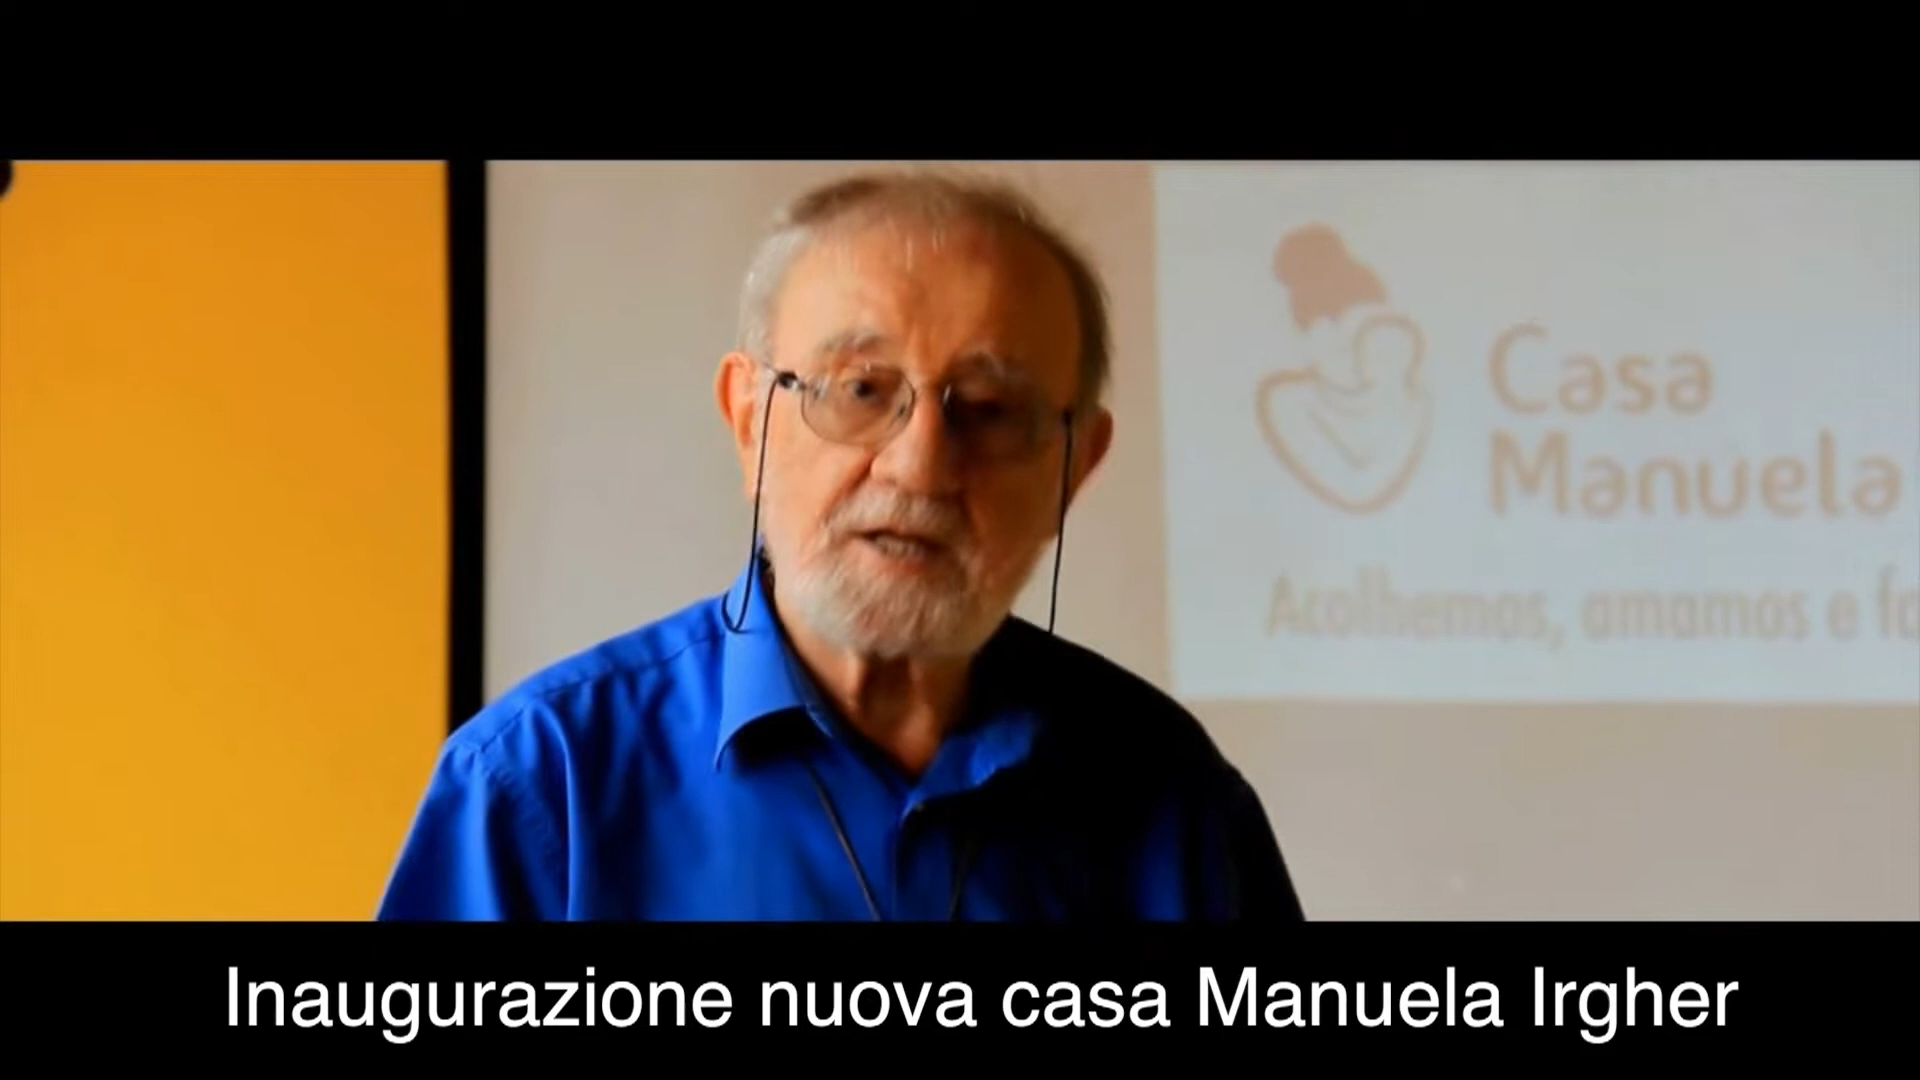 Casa
Manuela
Acolhemos, amamos e
Inaugurazione nuova casa Manuela Irgher